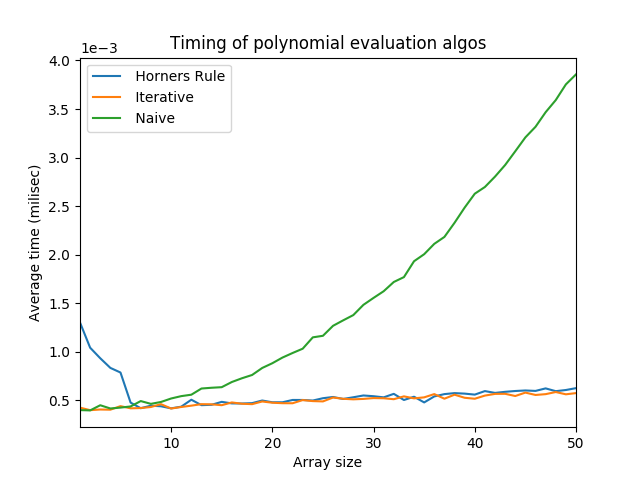 Timing of polynomial evaluation algos
1e−3
4.0
3.5
3.0
2.5
2.0
1.5
1.0
0.5
Average time (milisec)
Horners Rule
Iterative
Naive
10 20 30 40 50
Array size